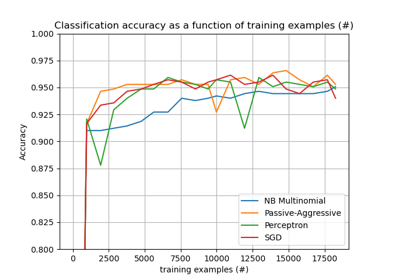 Classification accuracy as a function of training examples (#)
1.000
0.975
0.950
0.925
0.900
0.875
0.850
0.825
0.800
Accuracy
NB Multinomial
Passive-Aggressive
Perceptron
SGD
0 2500 5000 7500 10000 12500 15000 17500
training examples (#)